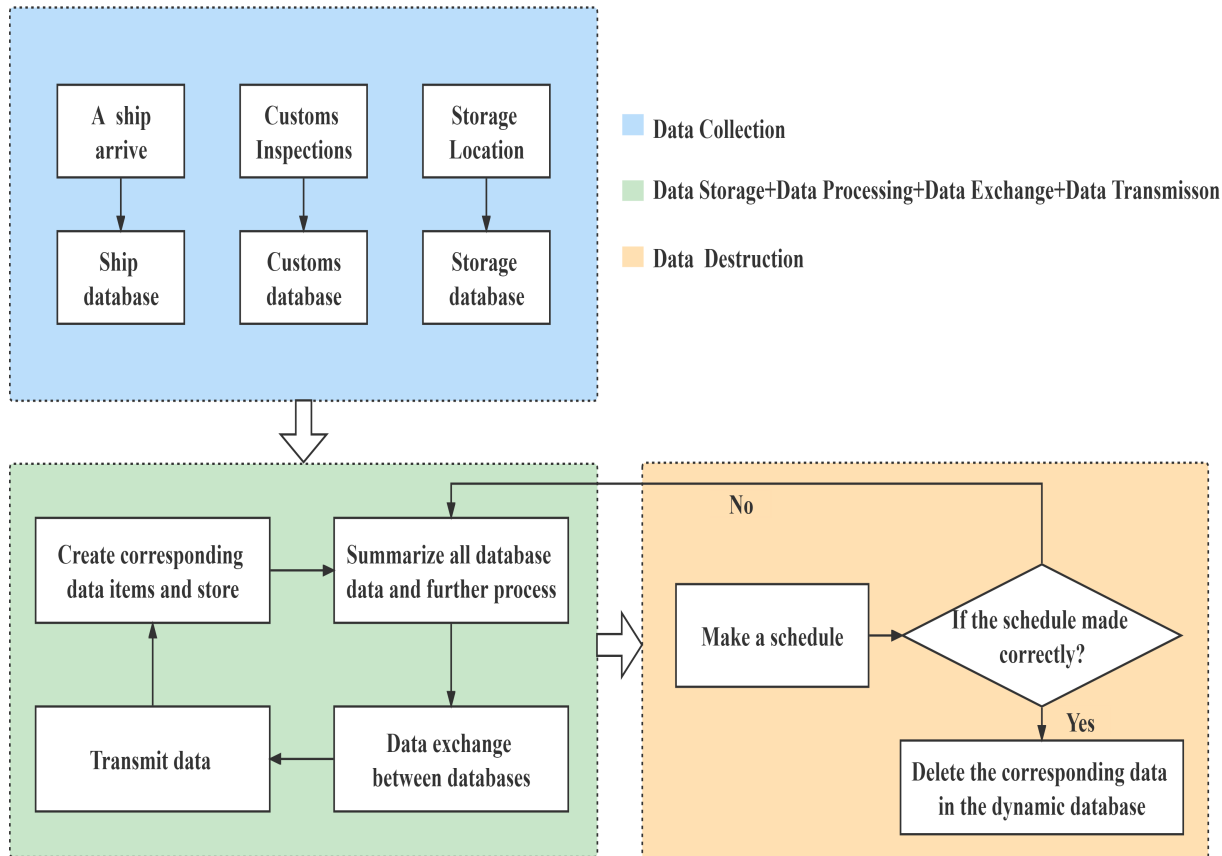 A ship
arrive
Customs
Inspections
Storage
Location
Ship
database
Customs
database
Storage
database
Data Collection
Data Storage+Data Processing+Data Exchange+Data Transmisson
Data Destruction
Create corresponding
data items and store
Summarize all database
data and further process
Transmit data
Data exchange
between databases
No
Make a schedule
If the schedule made
correctly?
Yes
Delete the corresponding data
in the dynamic database